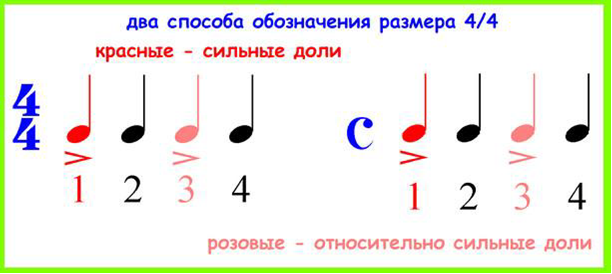 два способа обозначения размера 4/4
красные - сильные доли
4
4
C
> > > >
1 2 3 4 1 2 3 4
розовые - относительно сильные доли